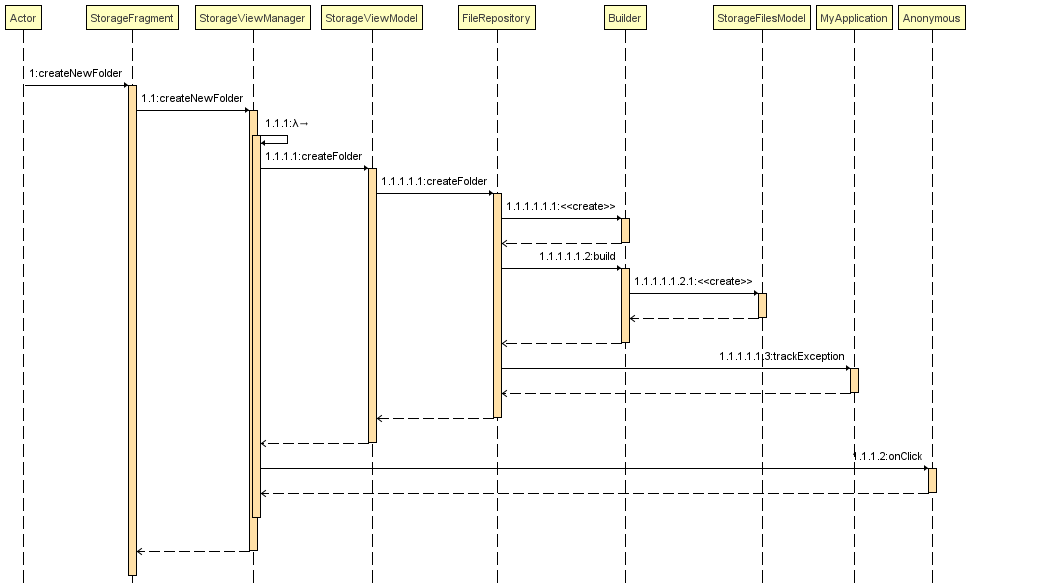 Actor StorageFragment StorageViewManager StorageViewModel FileRepository Builder StorageFilesModel MyApplication Anonymous
1:createNewFolder
1.1:createNewFolder
1.1.1:λ→
1.1.1.1:createFolder
1.1.1.1.1:createFolder
1.1.1.1.1.1:<<create>>
1.1.1.1.1.2:build
1.1.1.1.1.2.1:<<create>>
1.1.1.1.1.3:trackException
1.1.1.2:onClick